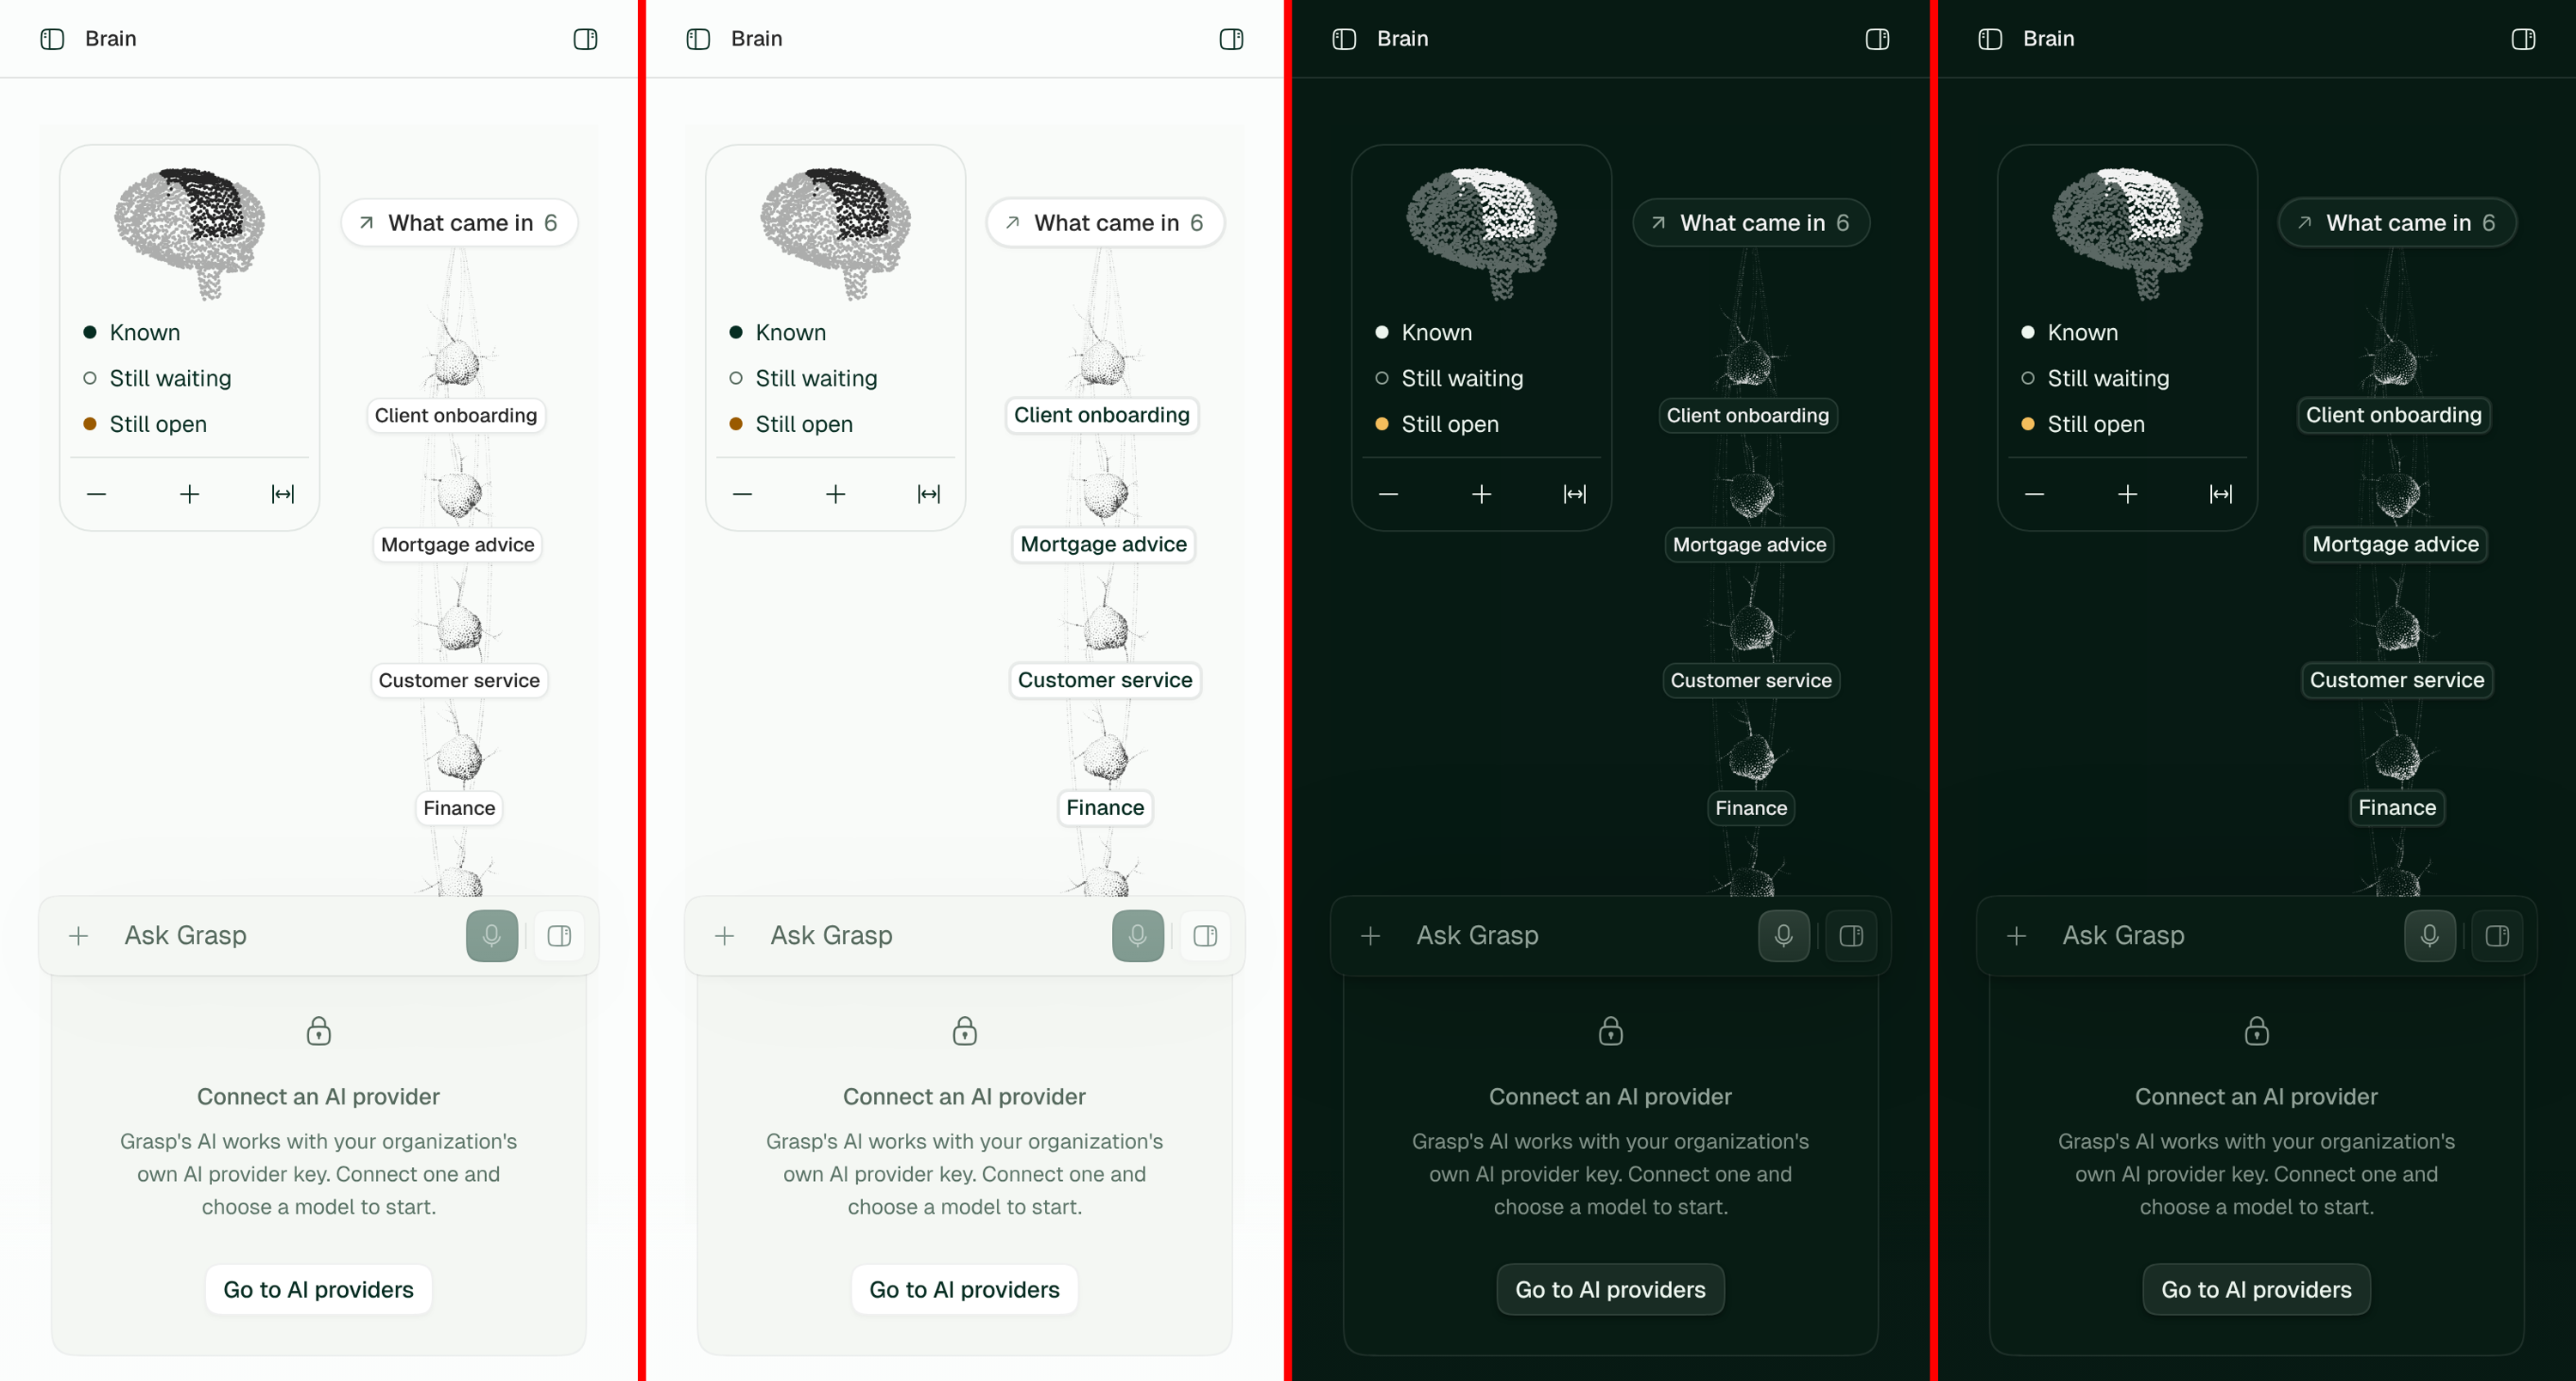 Brain
What came in 6
Known
Still waiting
Still open
Client onboarding
Mortgage advice
Customer service
Finance
Ask Grasp
Connect an AI provider
Grasp's AI works with your organization's
own AI provider key. Connect one and
choose a model to start.
Go to AI providers
Brain
What came in 6
Known
Still waiting
Still open
Client onboarding
Mortgage advice
Customer service
Finance
Ask Grasp
Connect an AI provider
Grasp's AI works with your organization's
own AI provider key. Connect one and
choose a model to start.
Go to AI providers
Brain
What came in 6
Known
Still waiting
Still open
Client onboarding
Mortgage advice
Customer service
Finance
Ask Grasp
Connect an AI provider
Grasp's AI works with your organization's
own AI provider key. Connect one and
choose a model to start.
Go to AI providers
Brain
What came in 6
Known
Still waiting
Still open
Client onboarding
Mortgage advice
Customer service
Finance
Ask Grasp
Connect an AI provider
Grasp's AI works with your organization's
own AI provider key. Connect one and
choose a model to start.
Go to AI providers